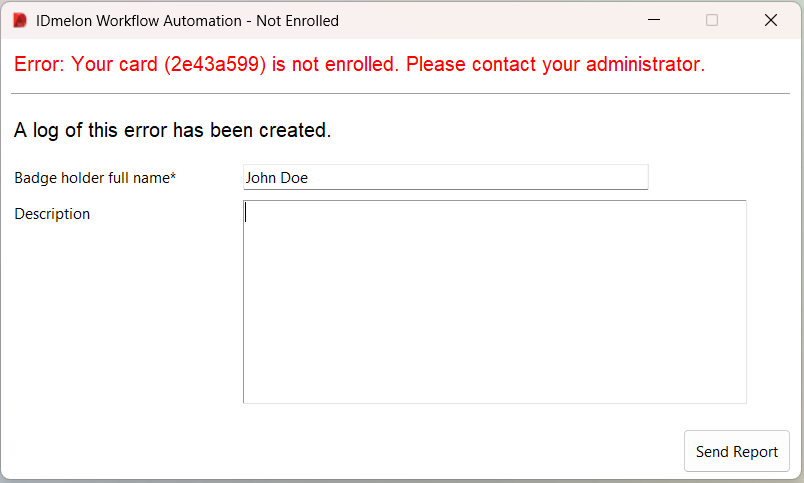 IDmelon Workflow Automation - Not Enrolled
Error: Your card (2e43a599) is not enrolled. Please contact your administrator.
A log of this error has been created.
Badge holder full name*
John Doe
Description
Send Report